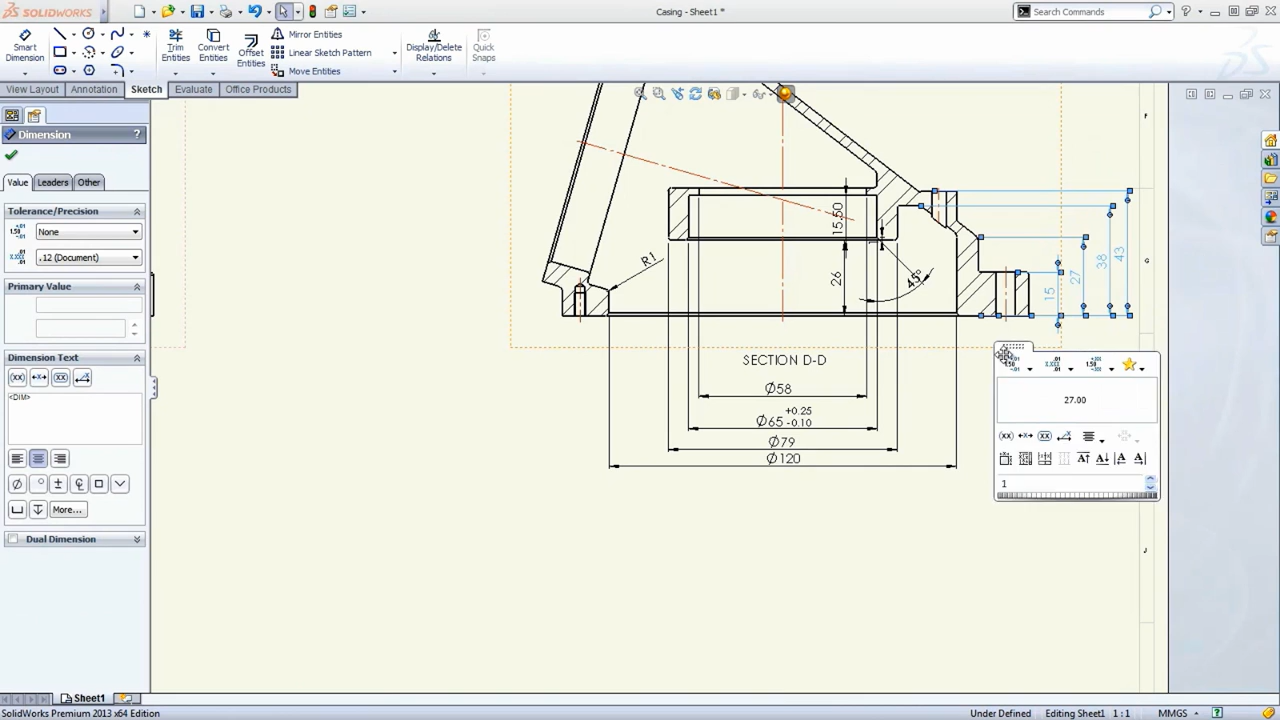 SOLIDWORKS
Casing - Sheet1 *
Search Commands
Smart Dimension
Trim Entities
Convert Entities
Offset Entities
Mirror Entities
Linear Sketch Pattern
Move Entities
Display/Delete Relations
Quick Snaps
View Layout
Annotation
Sketch
Evaluate
Office Products
Dimension
?
Value
Leaders
Other
Tolerance/Precision
None
.12 (Document)
Primary Value
Dimension Text
<DIM>
More...
Dual Dimension
R1
15.50
26
1
45°
15
27
38
43
SECTION D-D
Ø58
Ø65 +0.25 -0.10
Ø79
Ø120
27.00
1
F
G
J
Sheet1
SolidWorks Premium 2013 x64 Edition
Under Defined
Editing Sheet1
1 : 1
MMGS